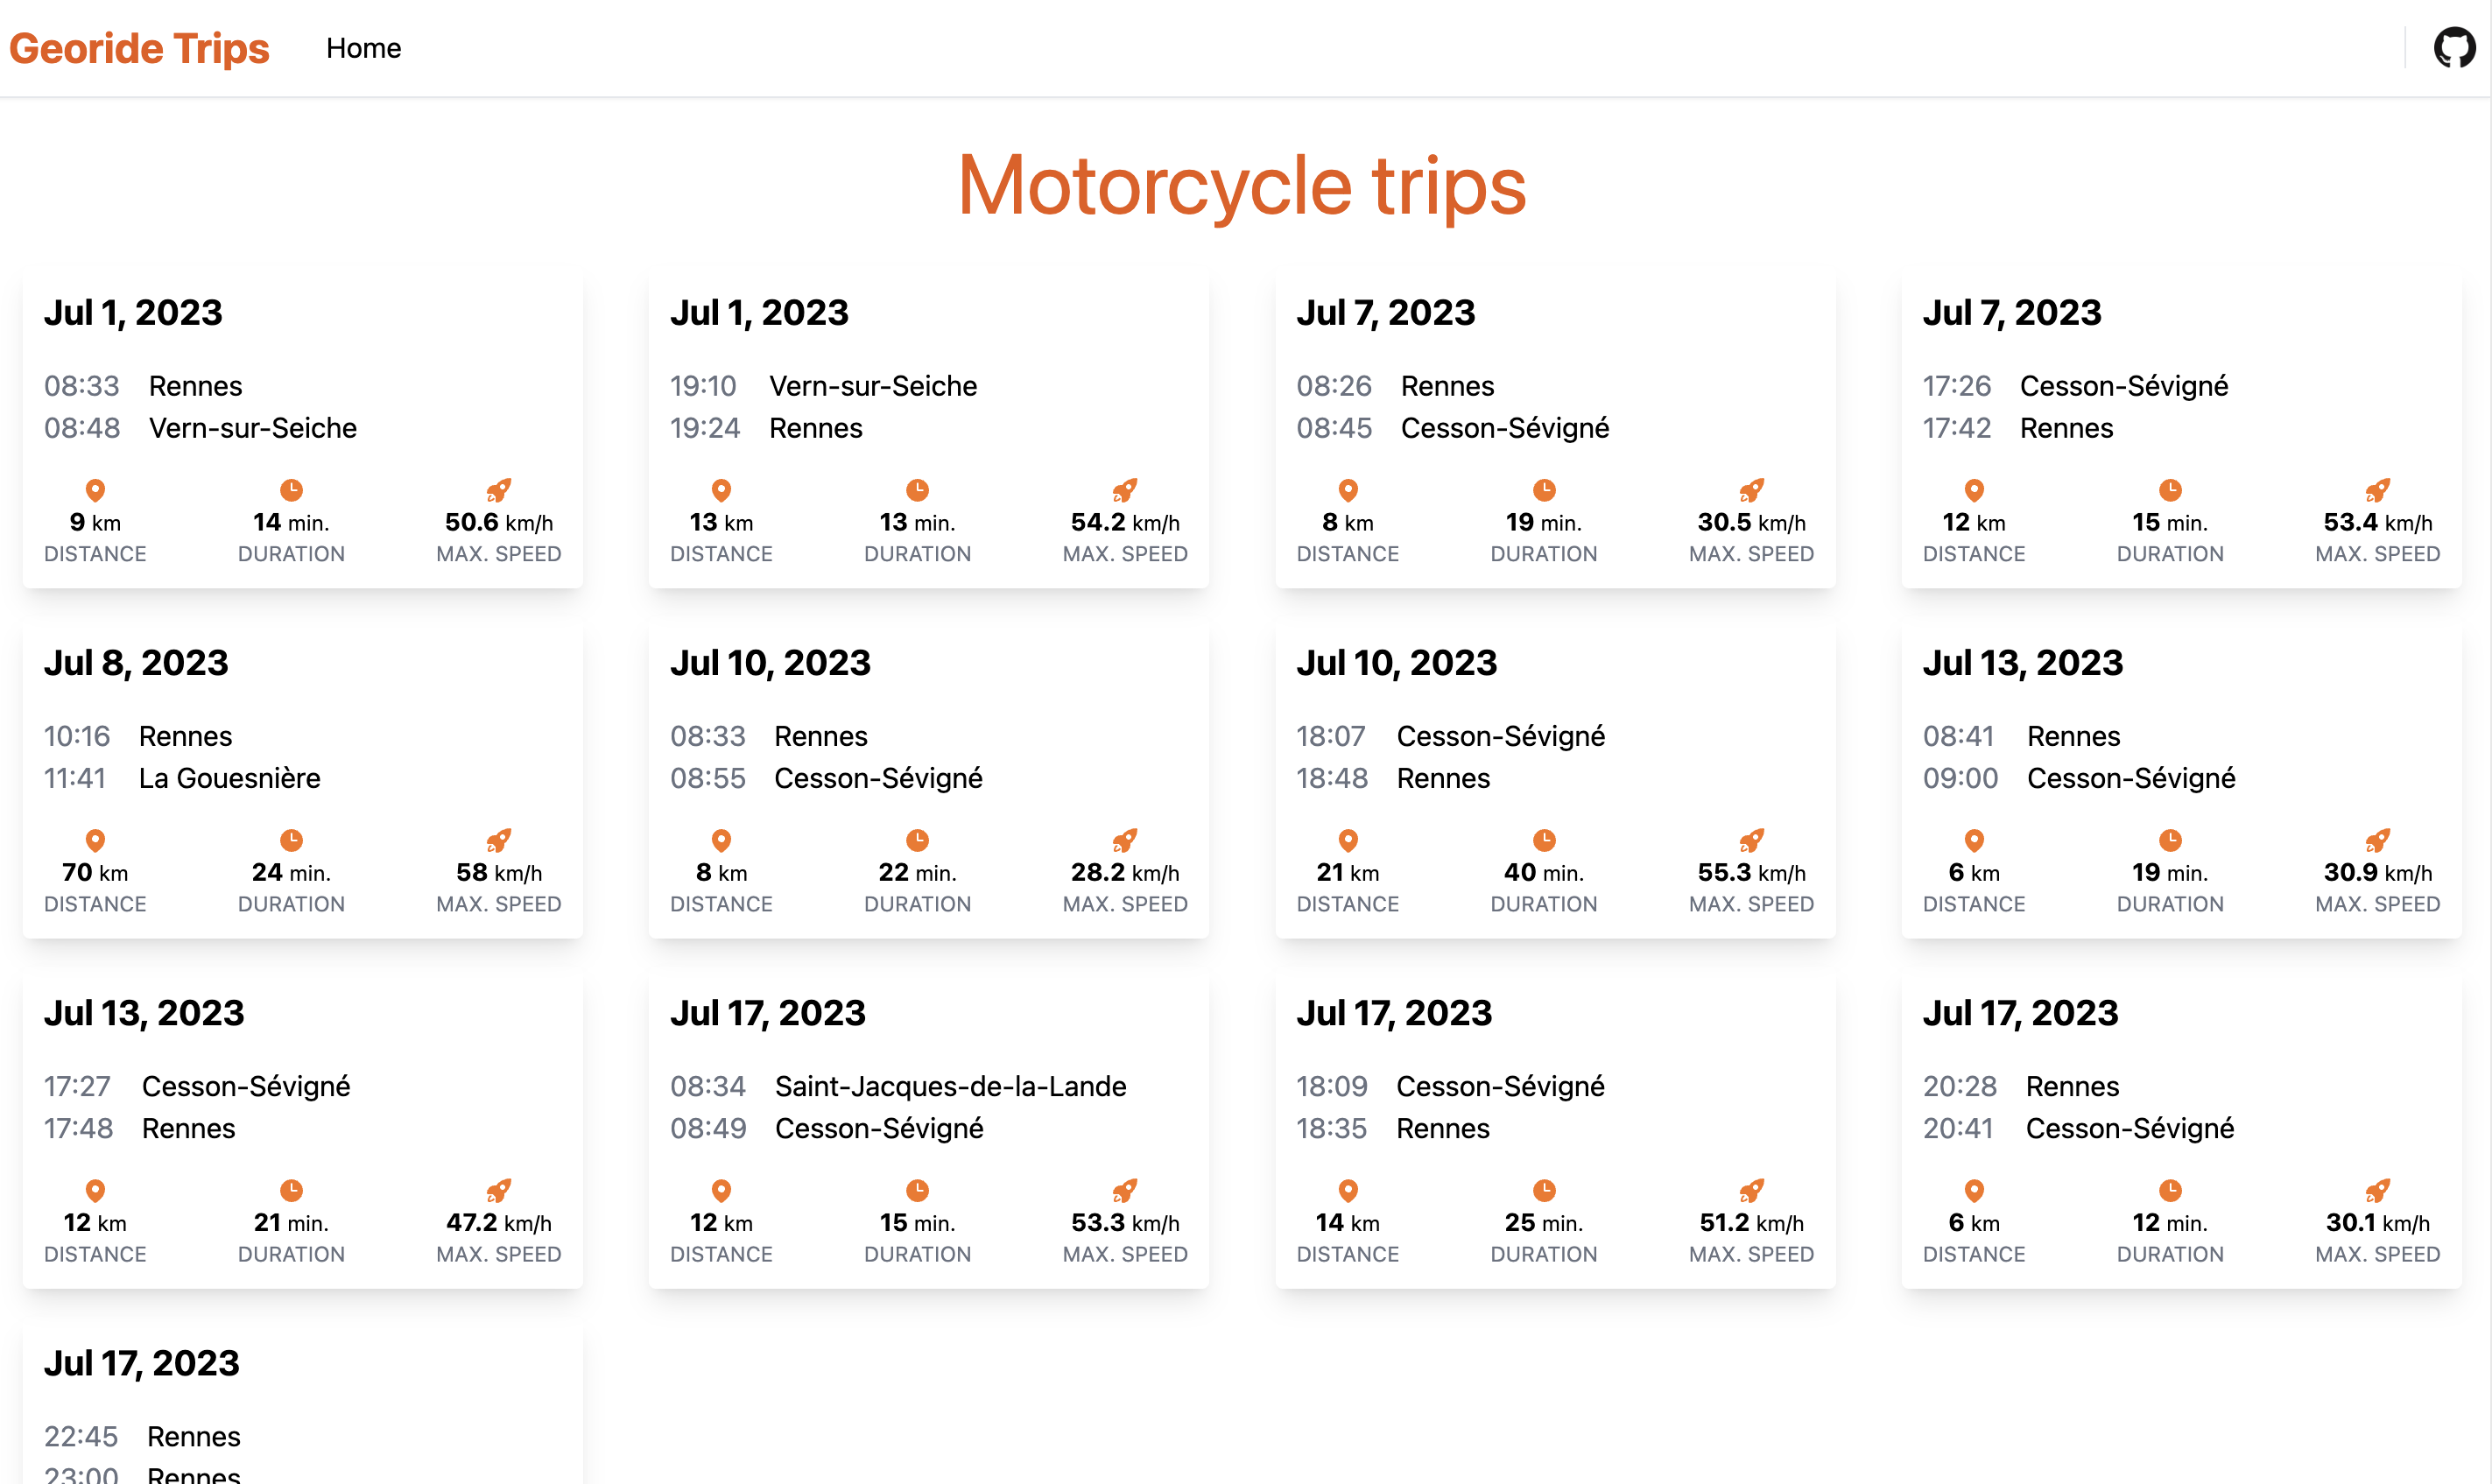 Georide Trips Home
Motorcycle trips
Jul 1, 2023
08:33 Rennes
08:48 Vern-sur-Seiche
9 km 14 min. 50.6 km/h
DISTANCE DURATION MAX. SPEED
Jul 1, 2023
19:10 Vern-sur-Seiche
19:24 Rennes
13 km 13 min. 54.2 km/h
DISTANCE DURATION MAX. SPEED
Jul 7, 2023
08:26 Rennes
08:45 Cesson-Sévigné
8 km 19 min. 30.5 km/h
DISTANCE DURATION MAX. SPEED
Jul 7, 2023
17:26 Cesson-Sévigné
17:42 Rennes
12 km 15 min. 53.4 km/h
DISTANCE DURATION MAX. SPEED
Jul 8, 2023
10:16 Rennes
11:41 La Gouesnière
70 km 24 min. 58 km/h
DISTANCE DURATION MAX. SPEED
Jul 10, 2023
08:33 Rennes
08:55 Cesson-Sévigné
8 km 22 min. 28.2 km/h
DISTANCE DURATION MAX. SPEED
Jul 10, 2023
18:07 Cesson-Sévigné
18:48 Rennes
21 km 40 min. 55.3 km/h
DISTANCE DURATION MAX. SPEED
Jul 13, 2023
08:41 Rennes
09:00 Cesson-Sévigné
6 km 19 min. 30.9 km/h
DISTANCE DURATION MAX. SPEED
Jul 13, 2023
17:27 Cesson-Sévigné
17:48 Rennes
12 km 21 min. 47.2 km/h
DISTANCE DURATION MAX. SPEED
Jul 17, 2023
08:34 Saint-Jacques-de-la-Lande
08:49 Cesson-Sévigné
12 km 15 min. 53.3 km/h
DISTANCE DURATION MAX. SPEED
Jul 17, 2023
18:09 Cesson-Sévigné
18:35 Rennes
14 km 25 min. 51.2 km/h
DISTANCE DURATION MAX. SPEED
Jul 17, 2023
20:28 Rennes
20:41 Cesson-Sévigné
6 km 12 min. 30.1 km/h
DISTANCE DURATION MAX. SPEED
Jul 17, 2023
22:45 Rennes
23:00 Rennes